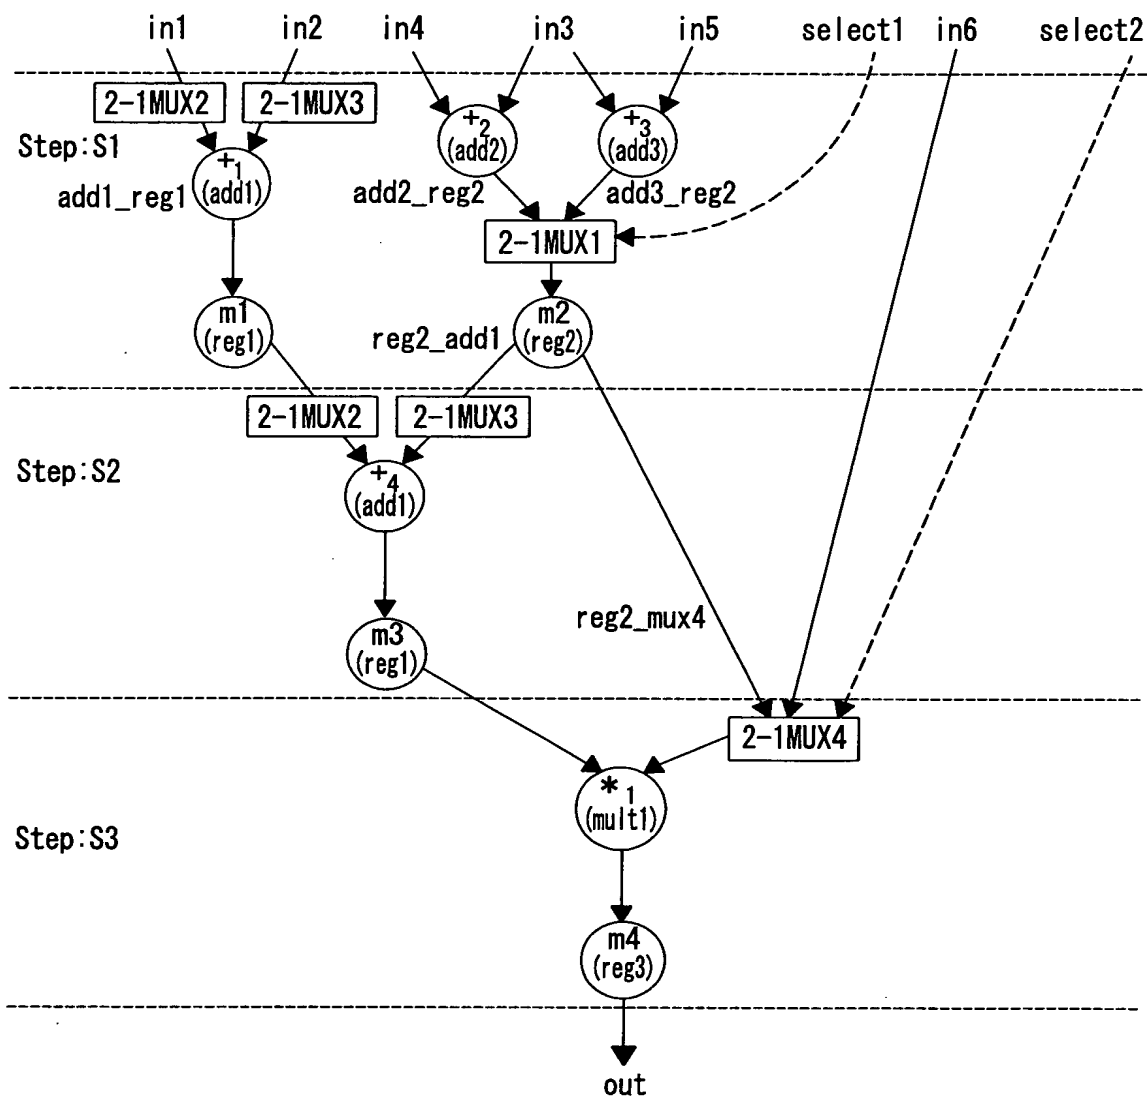 in1 in2 in4 in3 in5 select1 in6 select2
2-1MUX2 2-1MUX3
+2 +3
(add2) (add3)
Step:S1
+1
(add1)
add1_reg1 add2_reg2 add3_reg2
2-1MUX1
m1 m2
(reg1) (reg2)
reg2_add1
2-1MUX2 2-1MUX3
Step:S2
+4
(add1)
reg2_mux4
m3
(reg1)
2-1MUX4
*1
(mult1)
Step:S3
m4
(reg3)
out